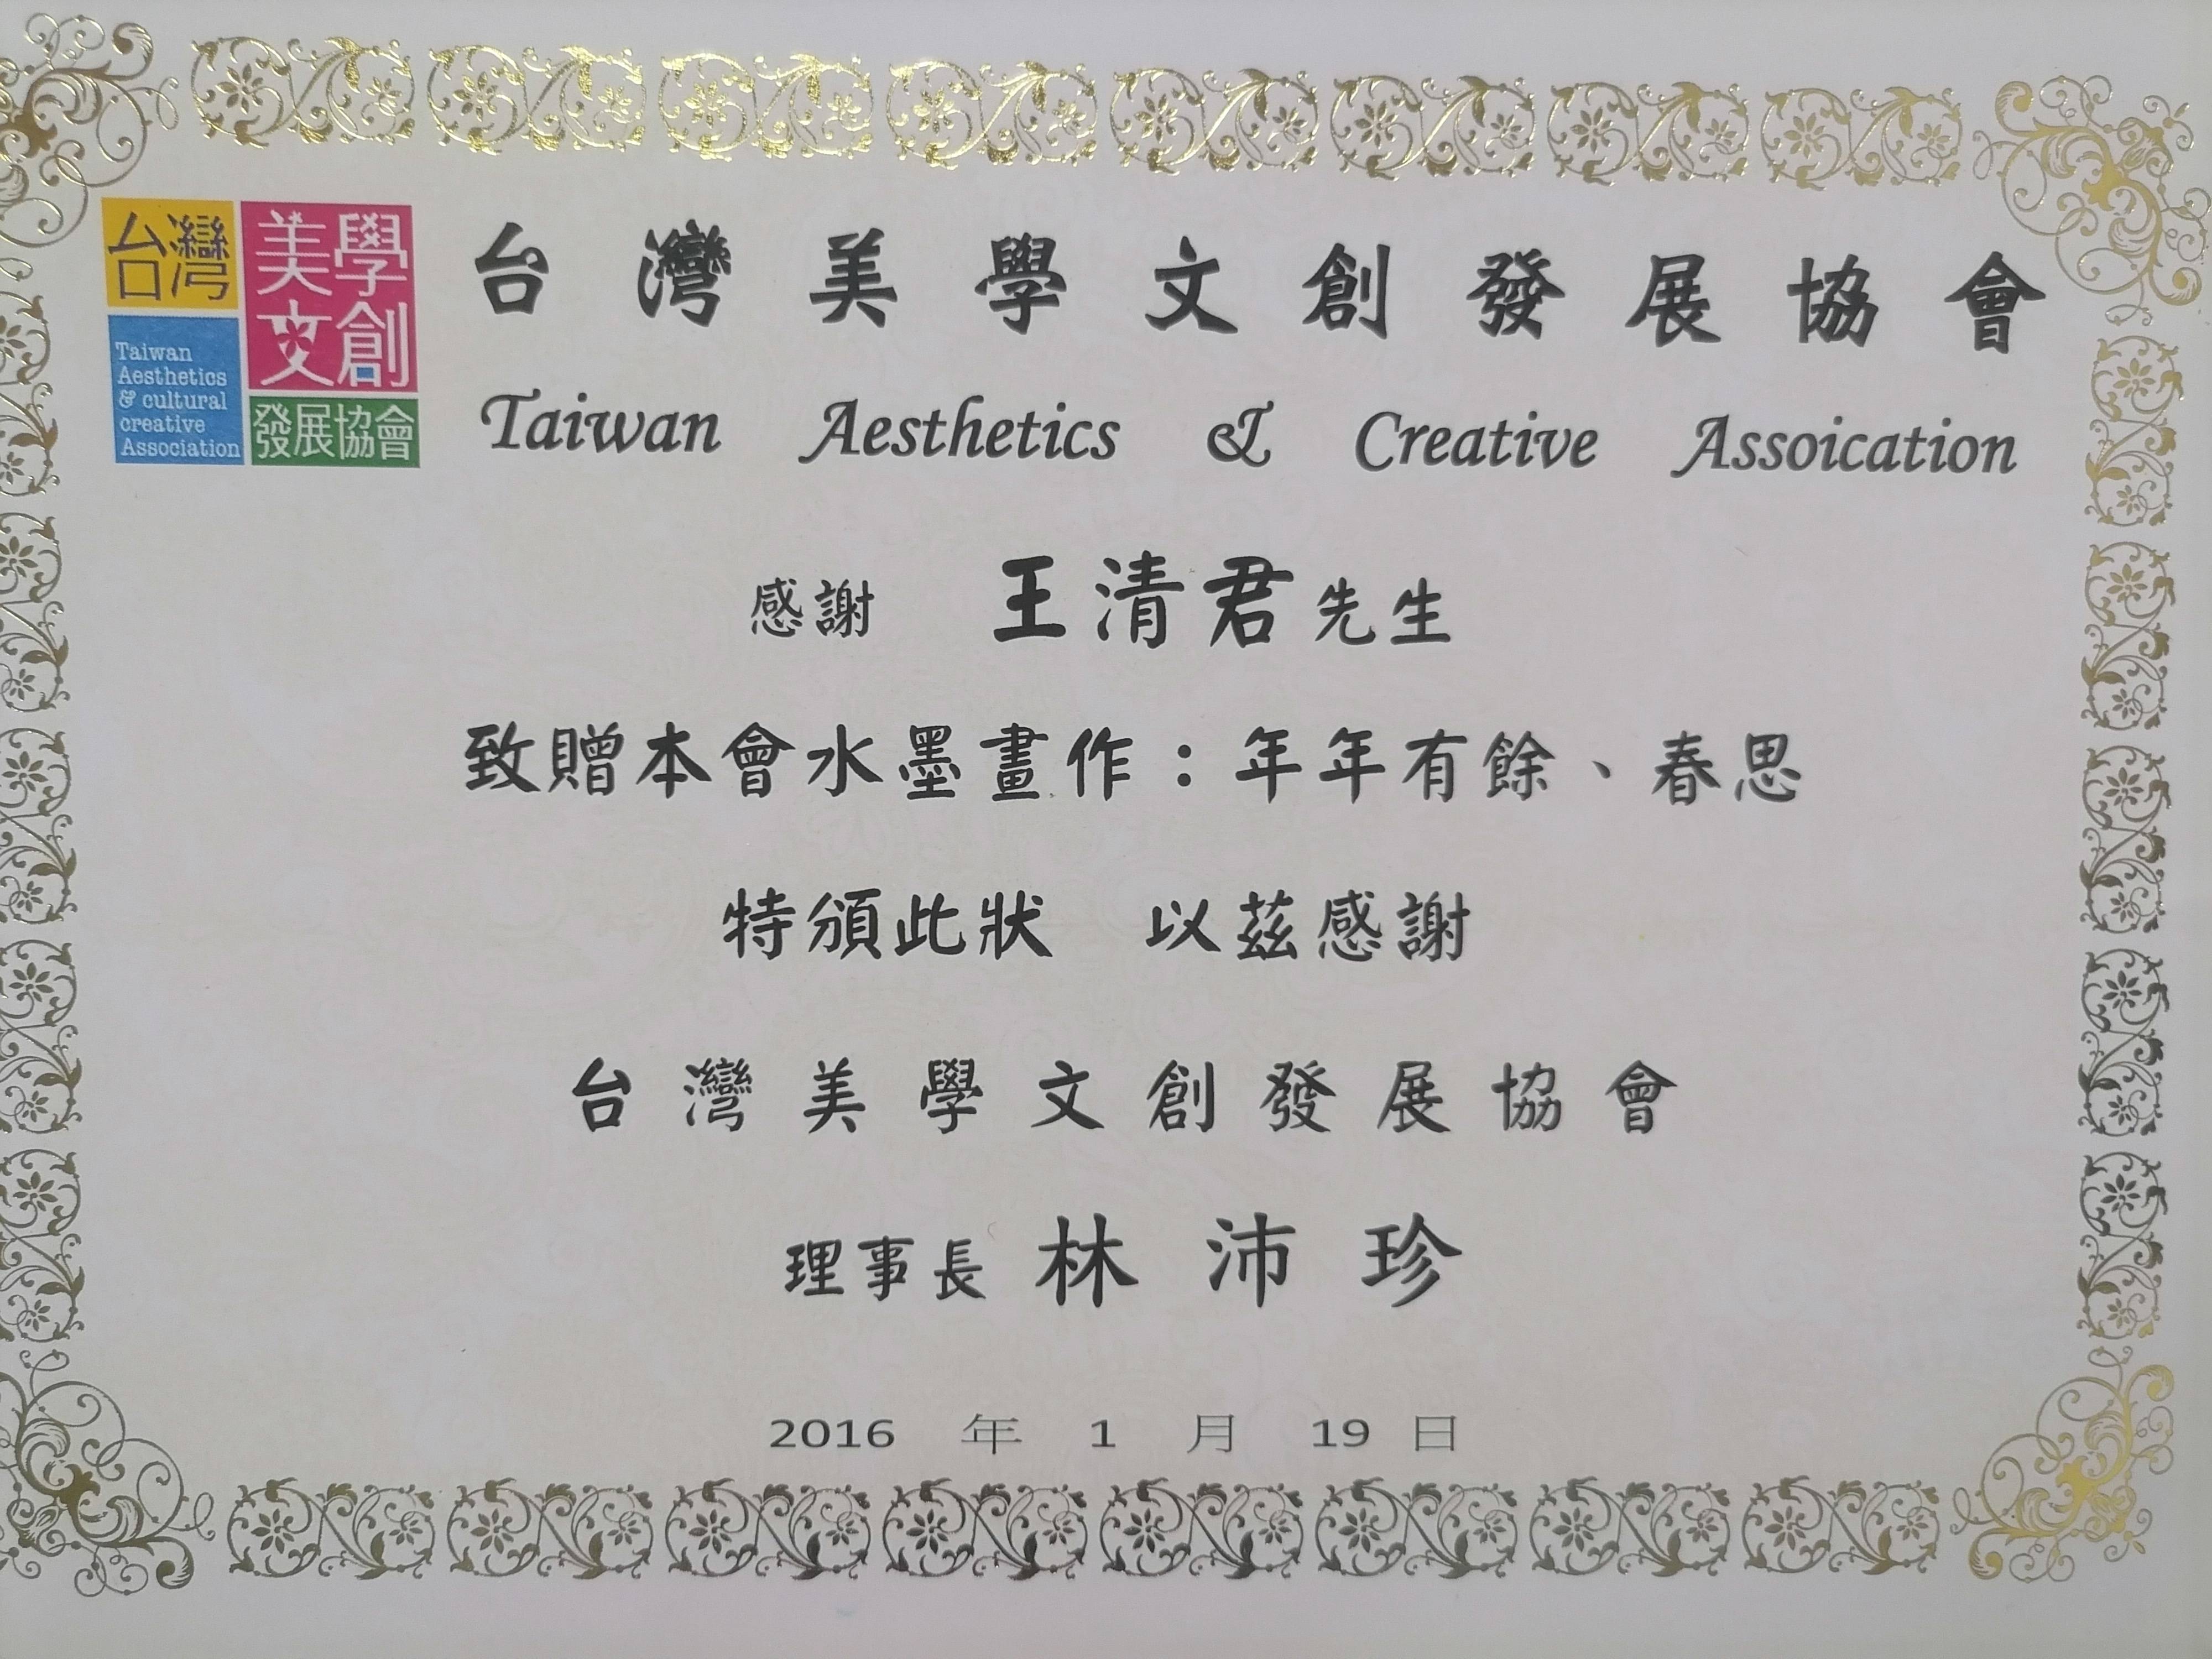 台灣
美學
文創
Taiwan
Aesthetics
& cultural
creative
Association
發展協會
台灣美學文創發展協會
Taiwan Aesthetics & Creative Assoication
感謝 王清君先生
致贈本會水墨畫作：年年有餘、春思
特頒此狀 以茲感謝
台灣美學文創發展協會
理事長 林沛珍
2016 年 1 月 19 日